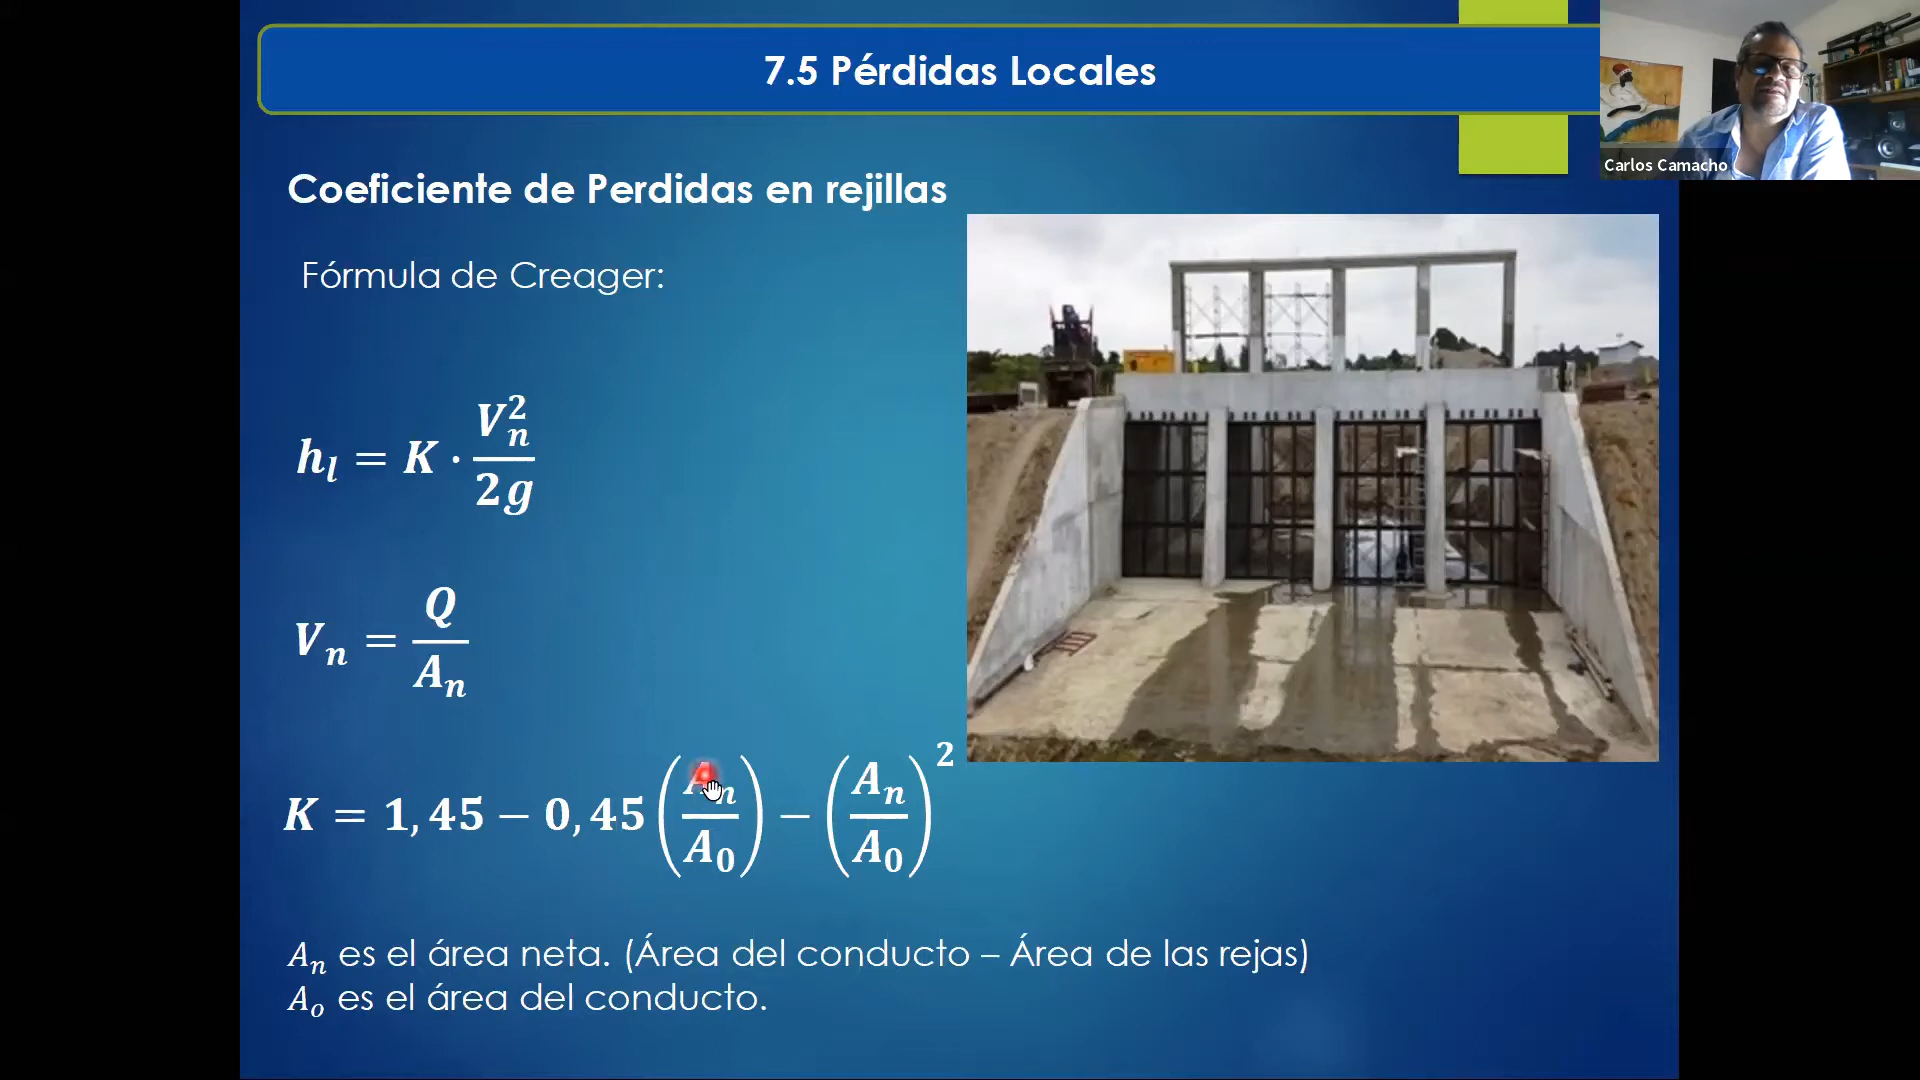 7.5 Pérdidas Locales
Carlos Camacho
Coeficiente de Perdidas en rejillas
Fórmula de Creager:
h_l = K · V_n^2 / 2g
V_n = Q / A_n
K = 1,45 − 0,45 (A_n / A_0) − (A_n / A_0)^2
A_n es el área neta. (Área del conducto – Área de las rejas)
A_o es el área del conducto.